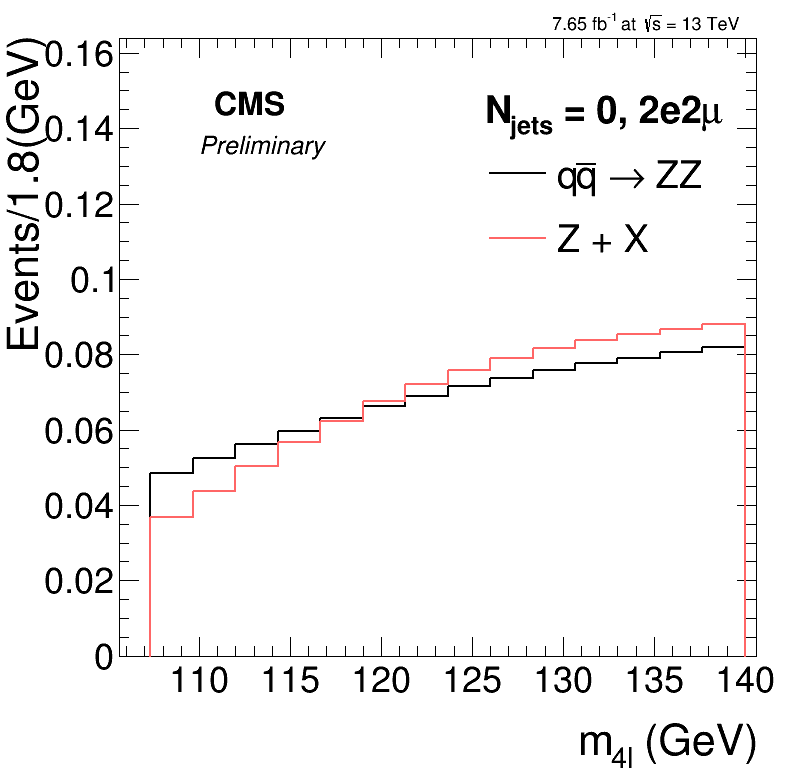 7.65 fb⁻¹ at √s = 13 TeV
Events/1.8(GeV)
0.16
0.14
0.12
0.1
0.08
0.06
0.04
0.02
0
CMS
Preliminary
N_jets = 0, 2e2μ
qq̅ → ZZ
Z + X
110 115 120 125 130 135 140
m_4l (GeV)